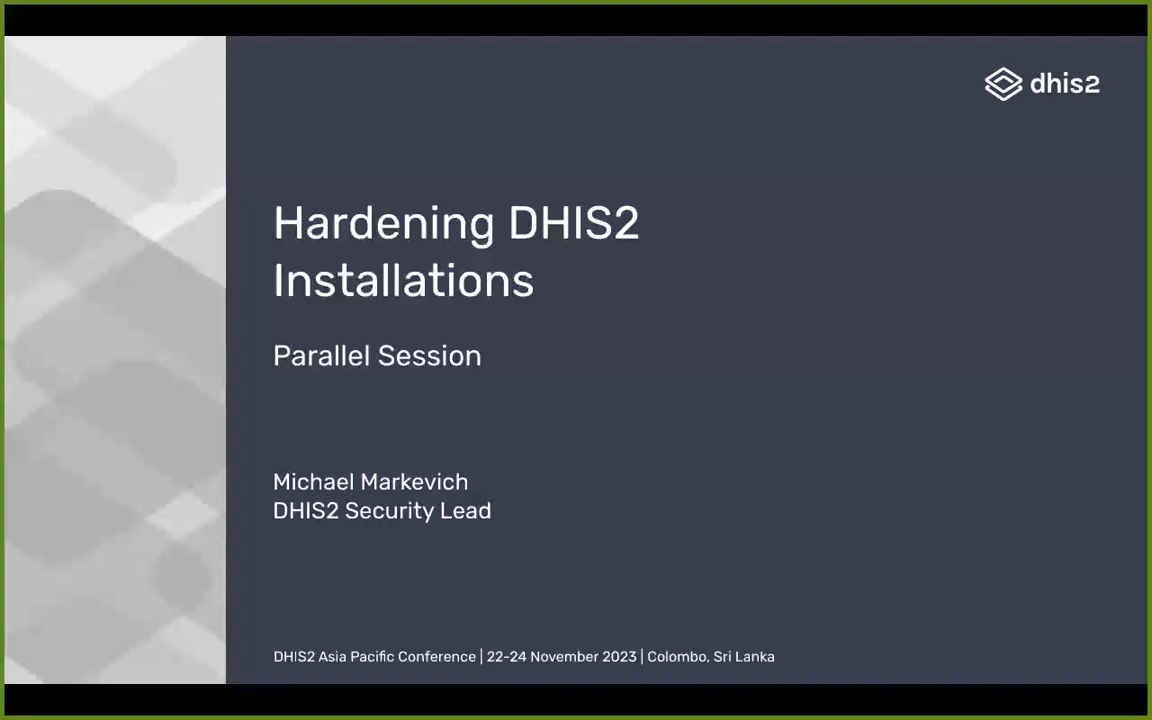 dhis2
Hardening DHIS2
Installations
Parallel Session
Michael Markevich
DHIS2 Security Lead
DHIS2 Asia Pacific Conference | 22-24 November 2023 | Colombo, Sri Lanka